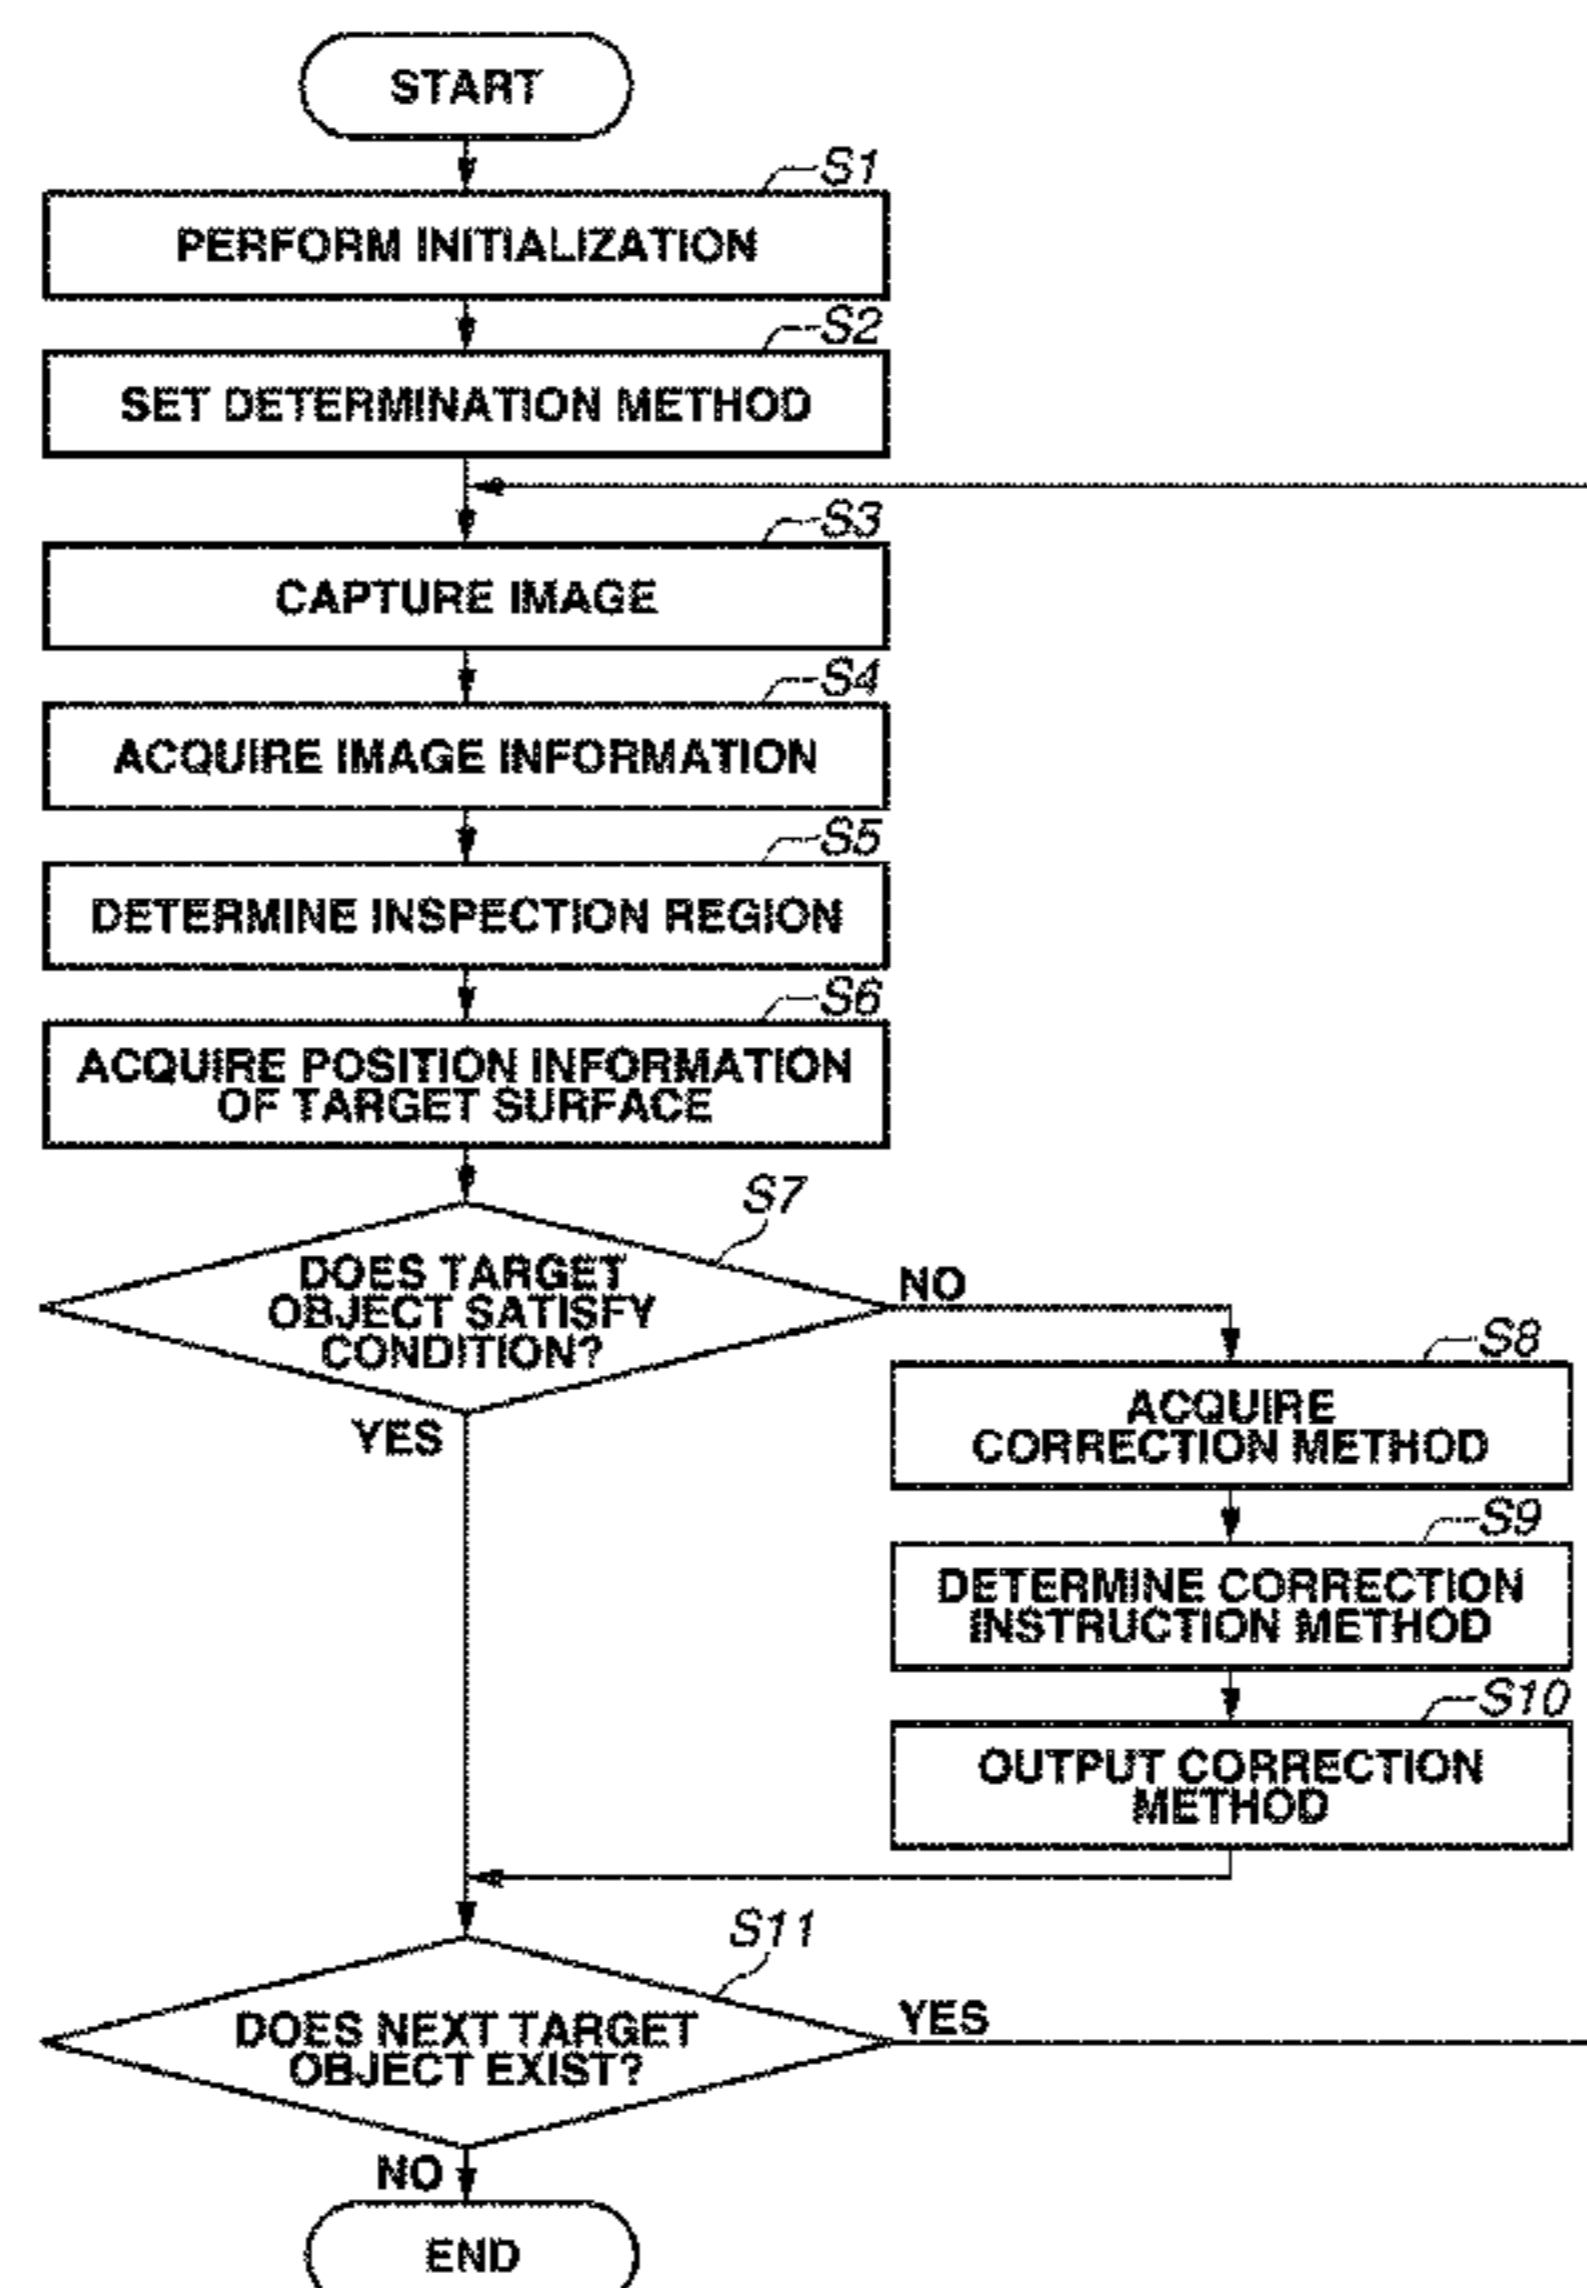 START
S1
PERFORM INITIALIZATION
S2
SET DETERMINATION METHOD
S3
CAPTURE IMAGE
S4
ACQUIRE IMAGE INFORMATION
S5
DETERMINE INSPECTION REGION
S6
ACQUIRE POSITION INFORMATION
OF TARGET SURFACE
S7
DOES TARGET
OBJECT SATISFY
CONDITION?
NO
YES
S8
ACQUIRE
CORRECTION METHOD
S9
DETERMINE CORRECTION
INSTRUCTION METHOD
S10
OUTPUT CORRECTION
METHOD
S11
DOES NEXT TARGET
OBJECT EXIST?
YES
NO
END